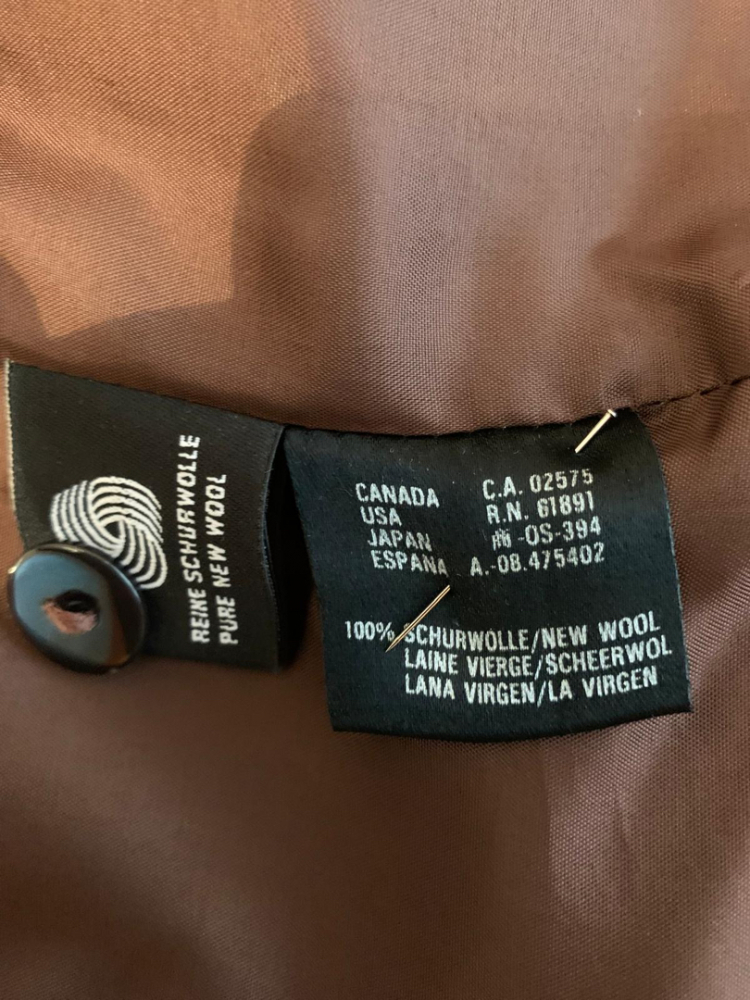 REINE SCHURWOLLE
PURE NEW WOOL
CANADA C.A. 02575
USA R.N. 61891
JAPAN -OS-394
ESPANA A.-08.475402
100% SCHURWOLLE/NEW WOOL
LAINE VIERGE/SCHEERWOL
LANA VIRGEN/LA VIRGEN